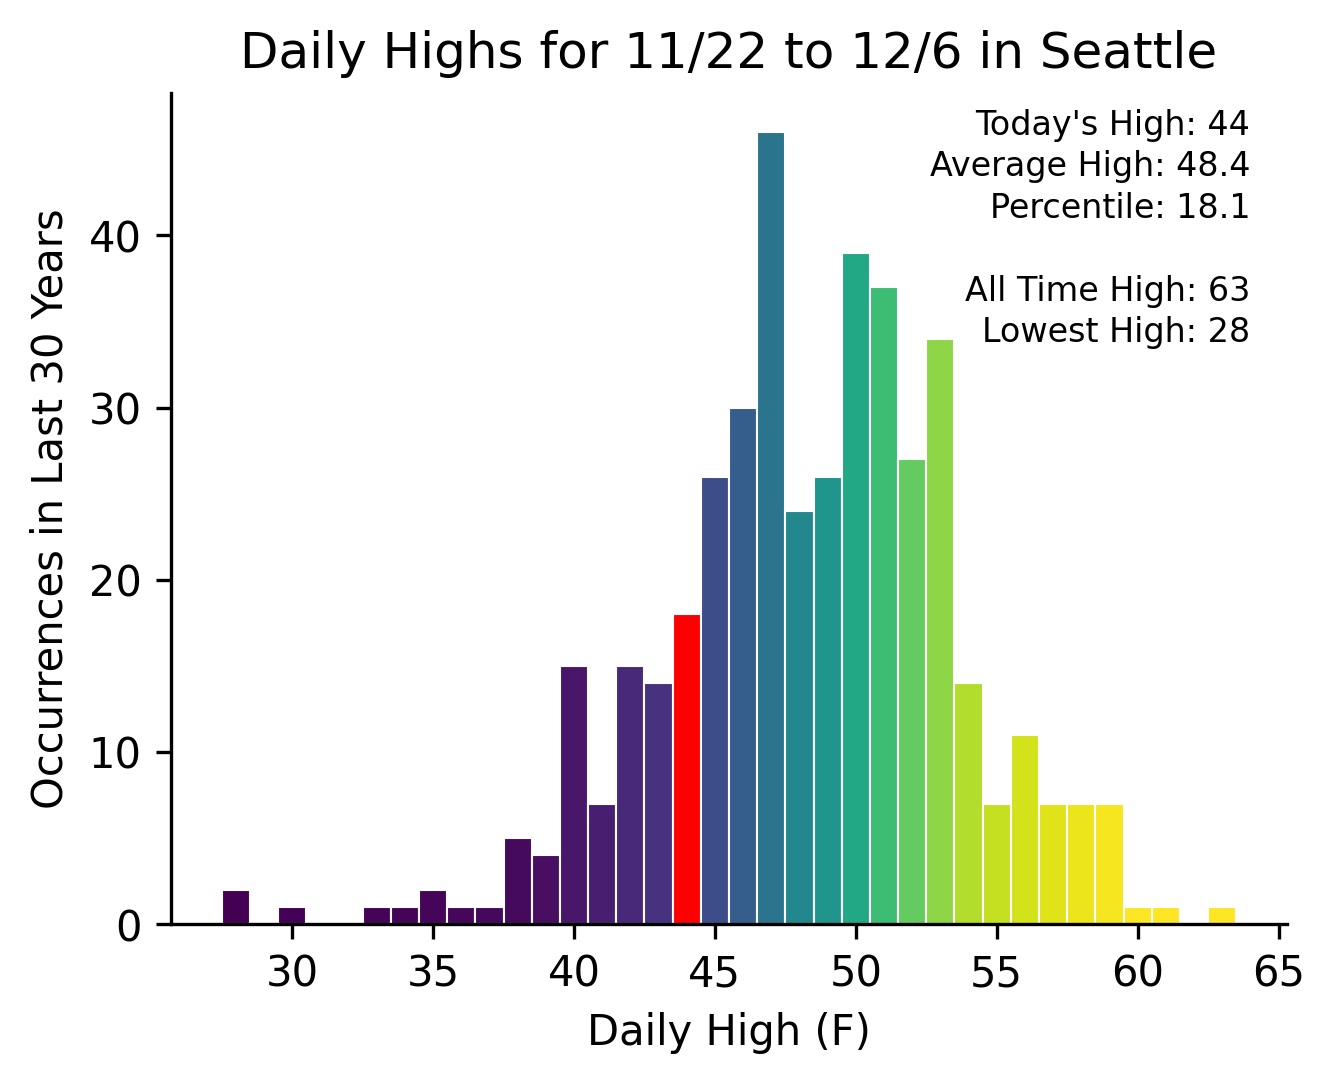 Daily Highs for 11/22 to 12/6 in Seattle
Today's High: 44
Average High: 48.4
Percentile: 18.1
All Time High: 63
Lowest High: 28
Occurrences in Last 30 Years
40
30
20
10
0
30 35 40 45 50 55 60 65
Daily High (F)